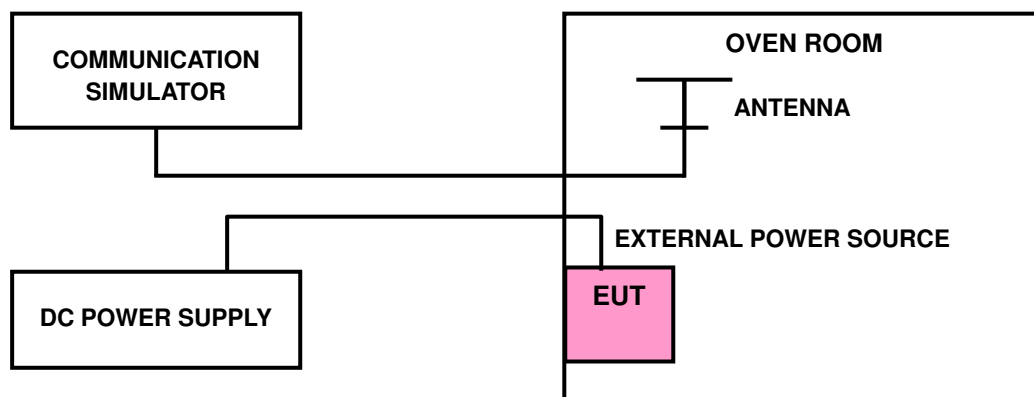 COMMUNICATION
SIMULATOR
OVEN ROOM
ANTENNA
EXTERNAL POWER SOURCE
DC POWER SUPPLY
EUT